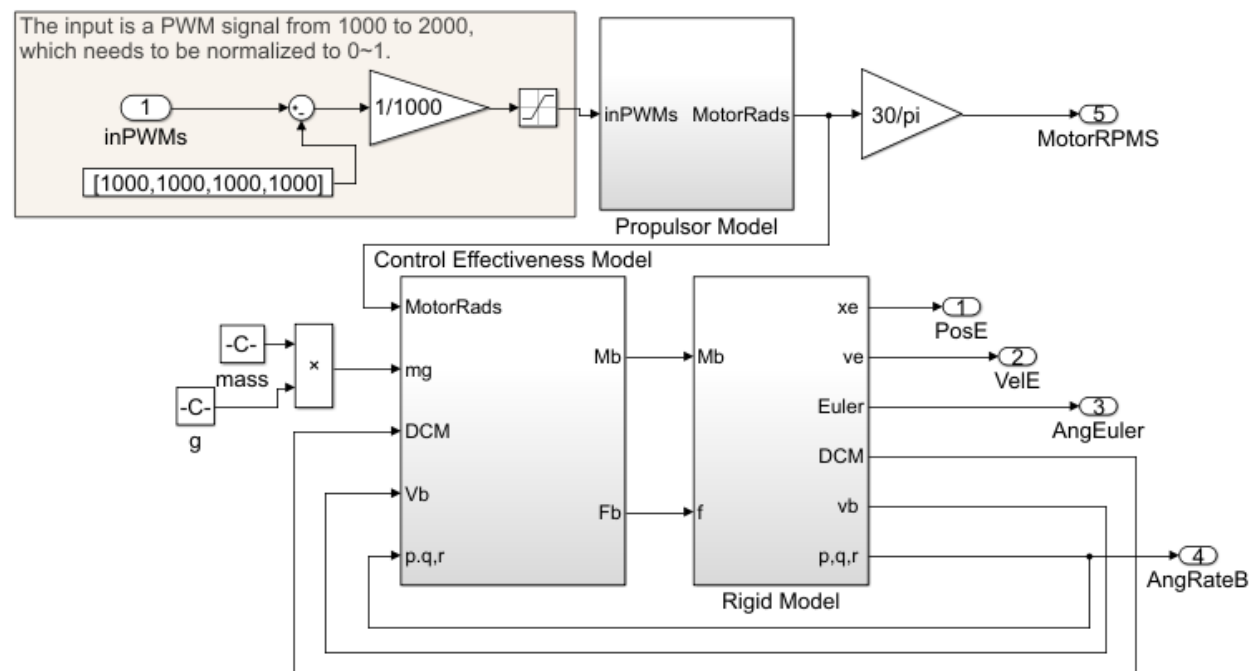 The input is a PWM signal from 1000 to 2000,
which needs to be normalized to 0~1.
1
inPWMs
+
-
1/1000
[1000,1000,1000,1000]
inPWMs
MotorRads
Propulsor Model
30/pi
5
MotorRPMS
Control Effectiveness Model
MotorRads
mg
DCM
Vb
p.q,r
Mb
Fb
-C-
mass
-C-
g
×
Mb
f
xe
ve
Euler
DCM
vb
p,q,r
Rigid Model
1
PosE
2
VelE
3
AngEuler
4
AngRateB